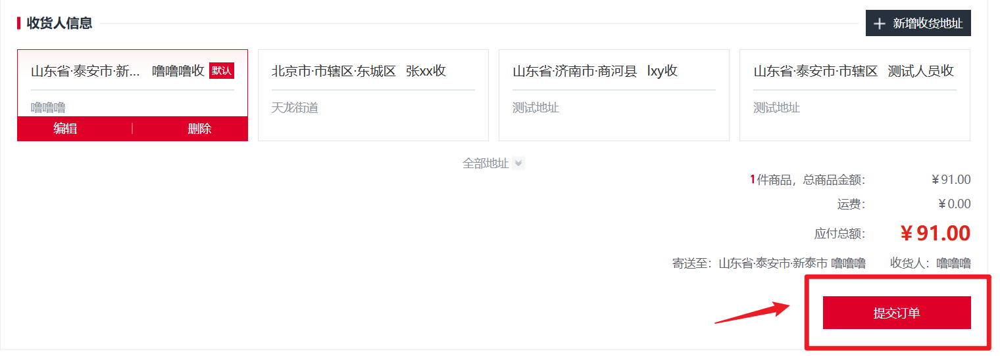 收货人信息
新增收货地址
山东省·泰安市·新... 噜噜噜收 默认
噜噜噜
编辑 | 删除
北京市·市辖区·东城区 张xx收
天龙街道
山东省·济南市·商河县 lxy收
测试地址
山东省·泰安市·市辖区 测试人员收
测试地址
全部地址
1件商品，总商品金额： ￥91.00
运费： ￥0.00
应付总额： ￥91.00
寄送至：山东省·泰安市·新泰市 噜噜噜 收货人：噜噜噜
提交订单